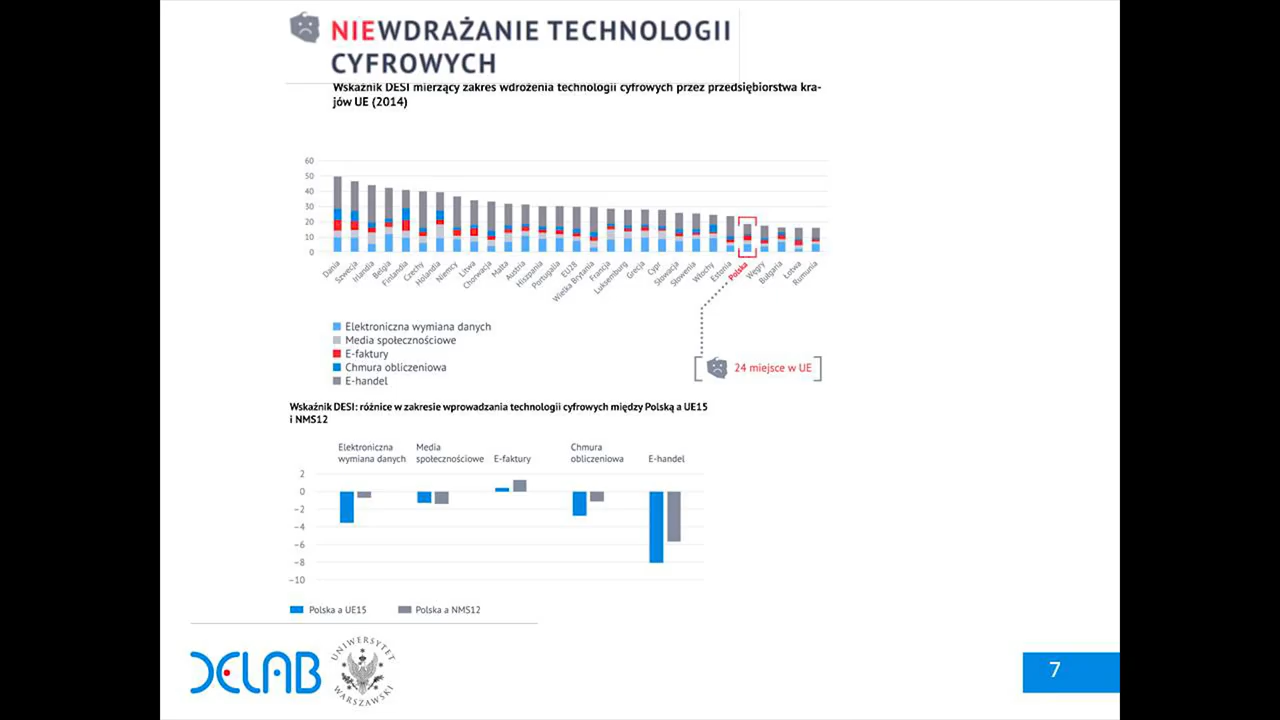 NIEWDRAŻANIE TECHNOLOGII
CYFROWYCH
Wskaźnik DESI mierzący zakres wdrożenia technologii cyfrowych przez przedsiębiorstwa kra-
jów UE (2014)
60
50
40
30
20
10
0
Dania Szwecja Irlandia Belgia Finlandia Czechy Holandia Niemcy Litwa Chorwacja Malta Austria Hiszpania Portugalia EU28 Wielka Brytania Francja Luksemburg Grecja Cypr Słowacja Słowenia Włochy Estonia Polska Węgry Bułgaria Łotwa Rumunia
Elektroniczna wymiana danych
Media społecznościowe
E-faktury
Chmura obliczeniowa
E-handel
24 miejsce w UE
Wskaźnik DESI: różnice w zakresie wprowadzania technologii cyfrowych między Polską a UE15
i NMS12
Elektroniczna
wymiana danych
Media
społecznościowe
E-faktury
Chmura
obliczeniowa
E-handel
2
0
−2
−4
−6
−8
−10
Polska a UE15
Polska a NMS12
DELAB
UNIWERSYTET
WARSZAWSKI
7